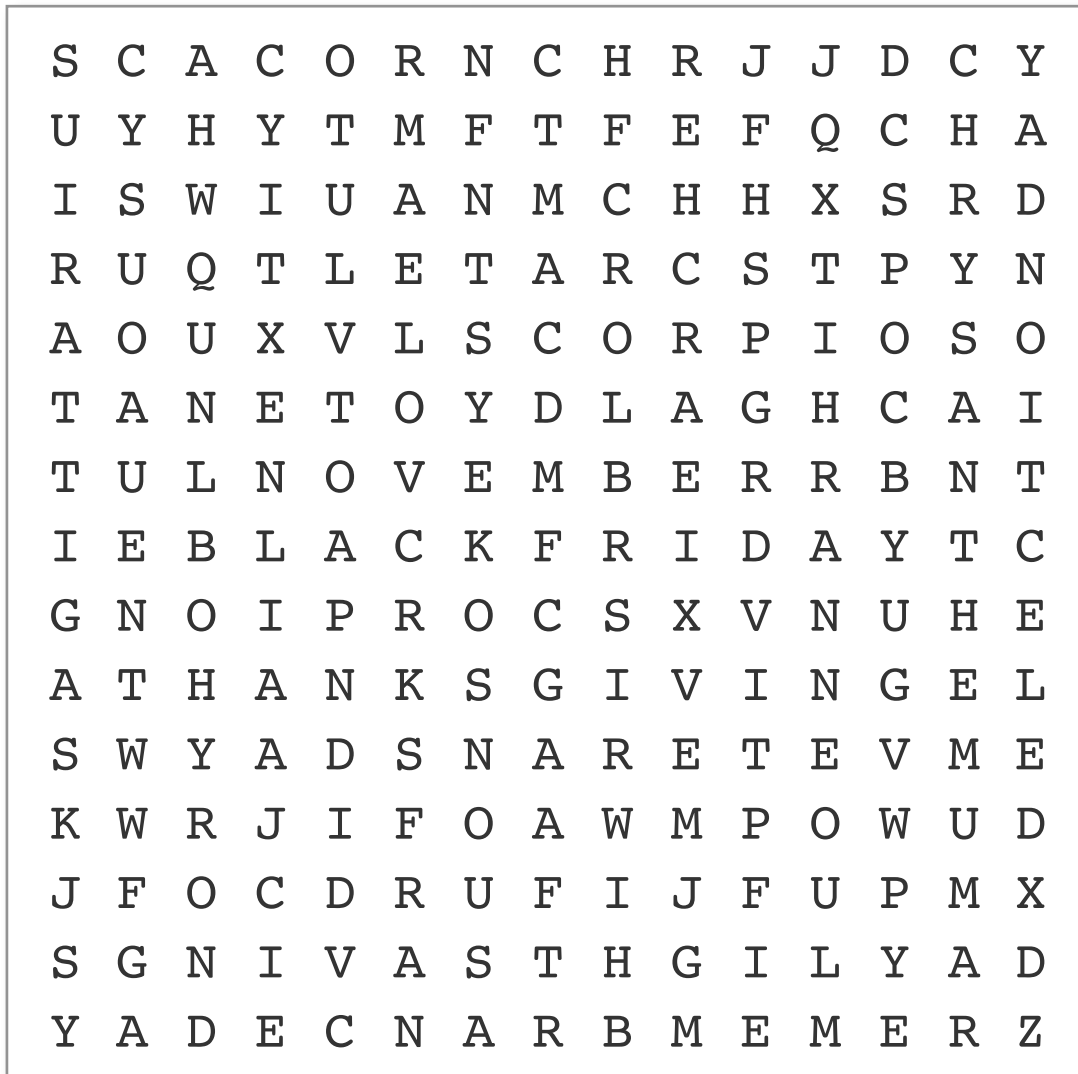 S C A C O R N C H R J J D C Y
U Y H Y T M F T F E F Q C H A
I S W I U A N M C H H X S R D
R U Q T L E T A R C S T P Y N
A O U X V L S C O R P I O S O
T A N E T O Y D L A G H C A I
T U L N O V E M B E R R B N T
I E B L A C K F R I D A Y T C
G N O I P R O C S X V N U H E
A T H A N K S G I V I N G E L
S W Y A D S N A R E T E V M E
K W R J I F O A W M P O W U D
J F O C D R U F I J F U P M X
S G N I V A S T H G I L Y A D
Y A D E C N A R B M E M E R Z